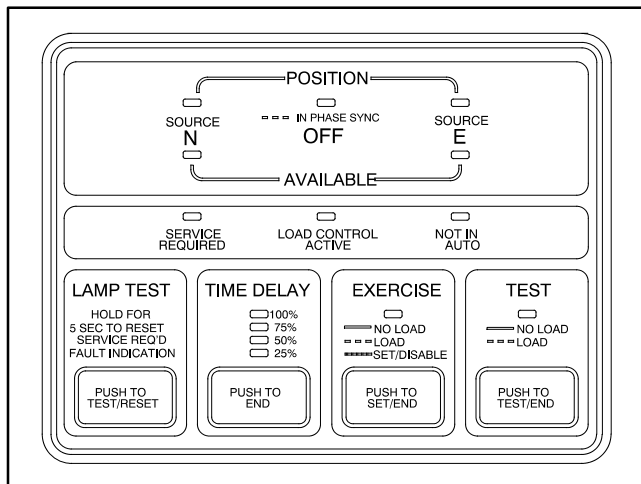 POSITION
SOURCE
N
IN PHASE SYNC
OFF
SOURCE
E
AVAILABLE
SERVICE
REQUIRED
LOAD CONTROL
ACTIVE
NOT IN
AUTO
LAMP TEST
HOLD FOR
5 SEC TO RESET
SERVICE REQ'D
FAULT INDICATION
PUSH TO
TEST/RESET
TIME DELAY
100%
75%
50%
25%
PUSH TO
END
EXERCISE
NO LOAD
LOAD
SET/DISABLE
PUSH TO
SET/END
TEST
NO LOAD
LOAD
PUSH TO
TEST/END